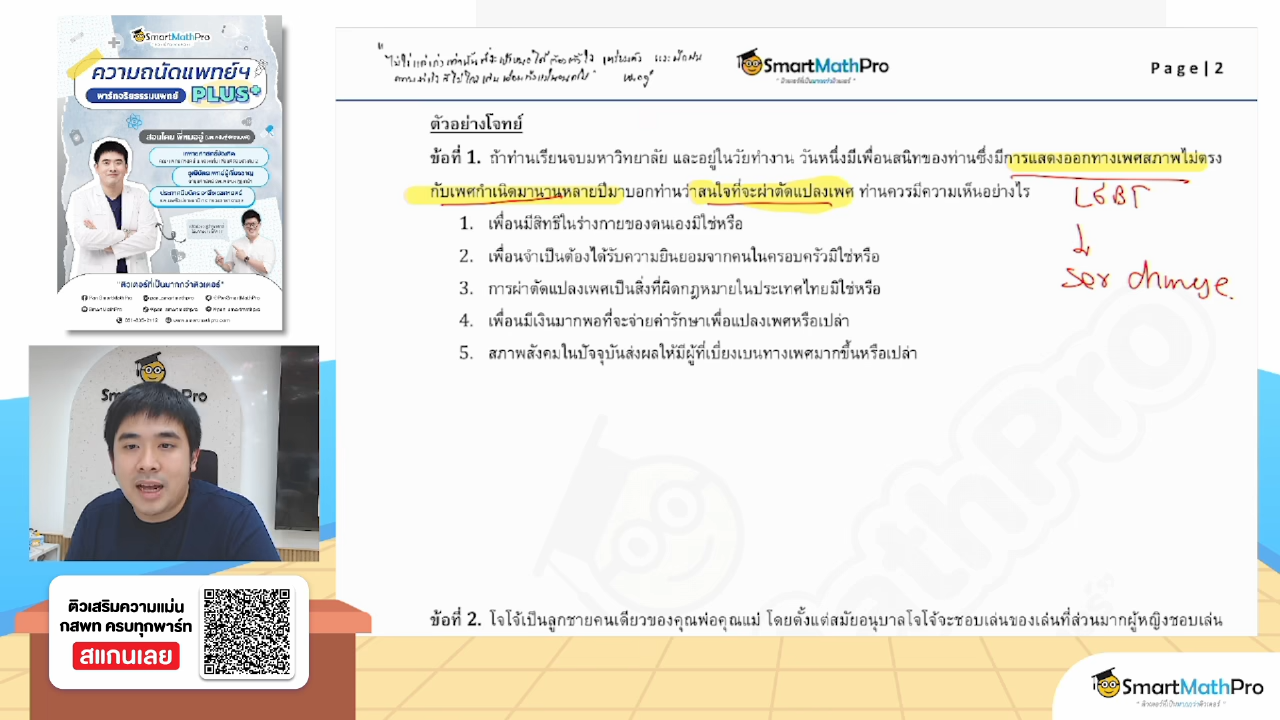 SmartMathPro
ความถนัดแพทย์ฯ
พาร์ทจริยธรรมแพทย์ PLUS+
"ติวเตอร์ที่เป็นมากกว่าติวเตอร์"
ติวเสริมความแม่น
กสพท ครบทุกพาร์ท
สแกนเลย
SmartMathPro
Page | 2
ตัวอย่างโจทย์
ข้อที่ 1. ถ้าท่านเรียนจบมหาวิทยาลัย และอยู่ในวัยทำงาน วันหนึ่งมีเพื่อนสนิทของท่านซึ่งมีการแสดงออกทางเพศสภาพไม่ตรง
กับเพศกำเนิดมานานหลายปีมาบอกท่านว่าสนใจที่จะผ่าตัดแปลงเพศ ท่านควรมีความเห็นอย่างไร
1. เพื่อนมีสิทธิในร่างกายของตนเองมิใช่หรือ
2. เพื่อนจำเป็นต้องได้รับความยินยอมจากคนในครอบครัวมิใช่หรือ
3. การผ่าตัดแปลงเพศเป็นสิ่งที่ผิดกฎหมายในประเทศไทยมิใช่หรือ
4. เพื่อนมีเงินมากพอที่จะจ่ายค่ารักษาเพื่อแปลงเพศหรือเปล่า
5. สภาพสังคมในปัจจุบันส่งผลให้มีผู้ที่เบี่ยงเบนทางเพศมากขึ้นหรือเปล่า
LGBT
ข้อที่ 2. โจโจ้เป็นลูกชายคนเดียวของคุณพ่อคุณแม่ โดยตั้งแต่สมัยอนุบาลโจโจ้จะชอบเล่นของเล่นที่ส่วนมากผู้หญิงชอบเล่น
SmartMathPro